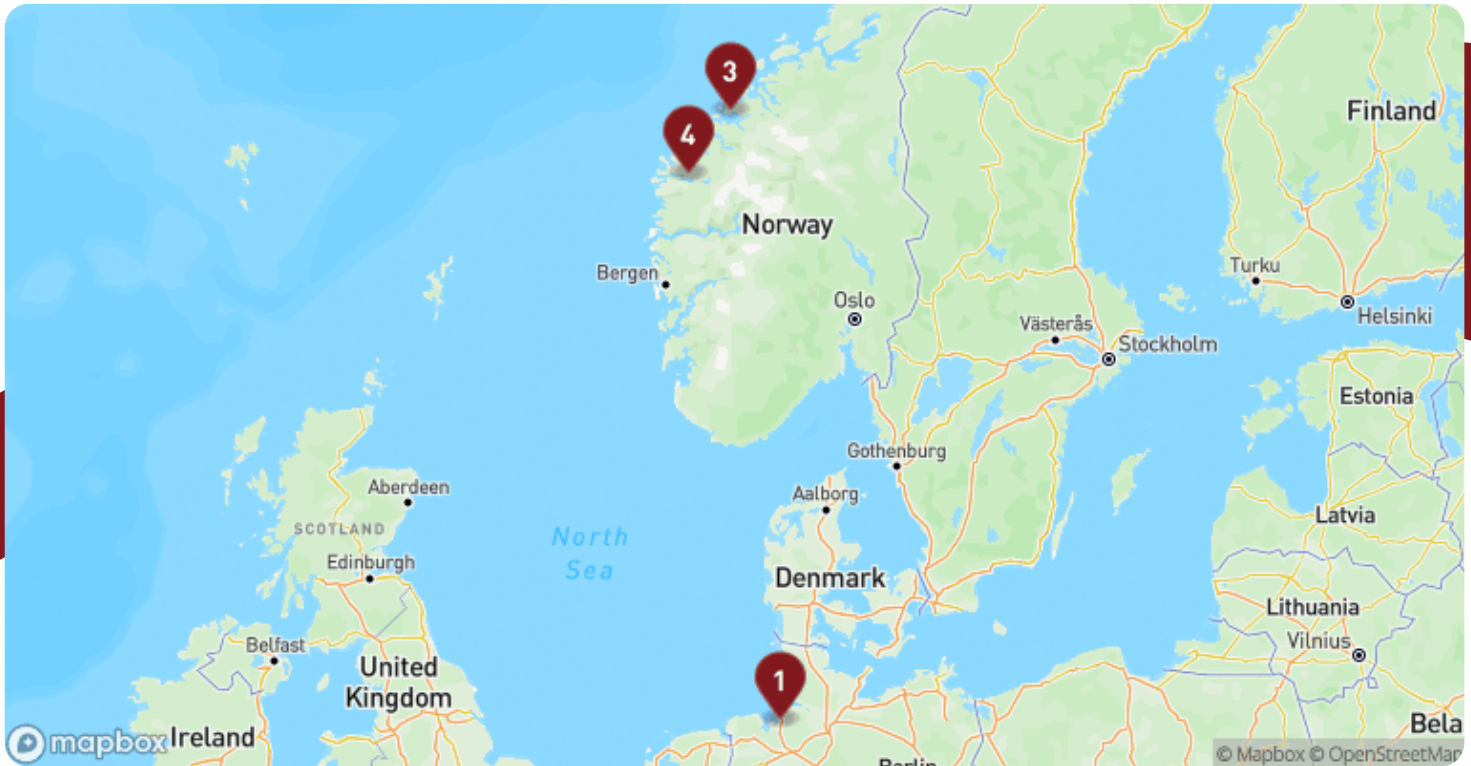 3
Finland
4
Norway
Bergen
Turku
Oslo
Helsinki
Västerås
Stockholm
Estonia
Gothenburg
Aberdeen
Aalborg
SCOTLAND
Latvia
North
Sea
Edinburgh
Denmark
Lithuania
Belfast
Vilnius
United
Kingdom
1
Ireland
Bela
mapbox
Berlin
© Mapbox © OpenStreetMap